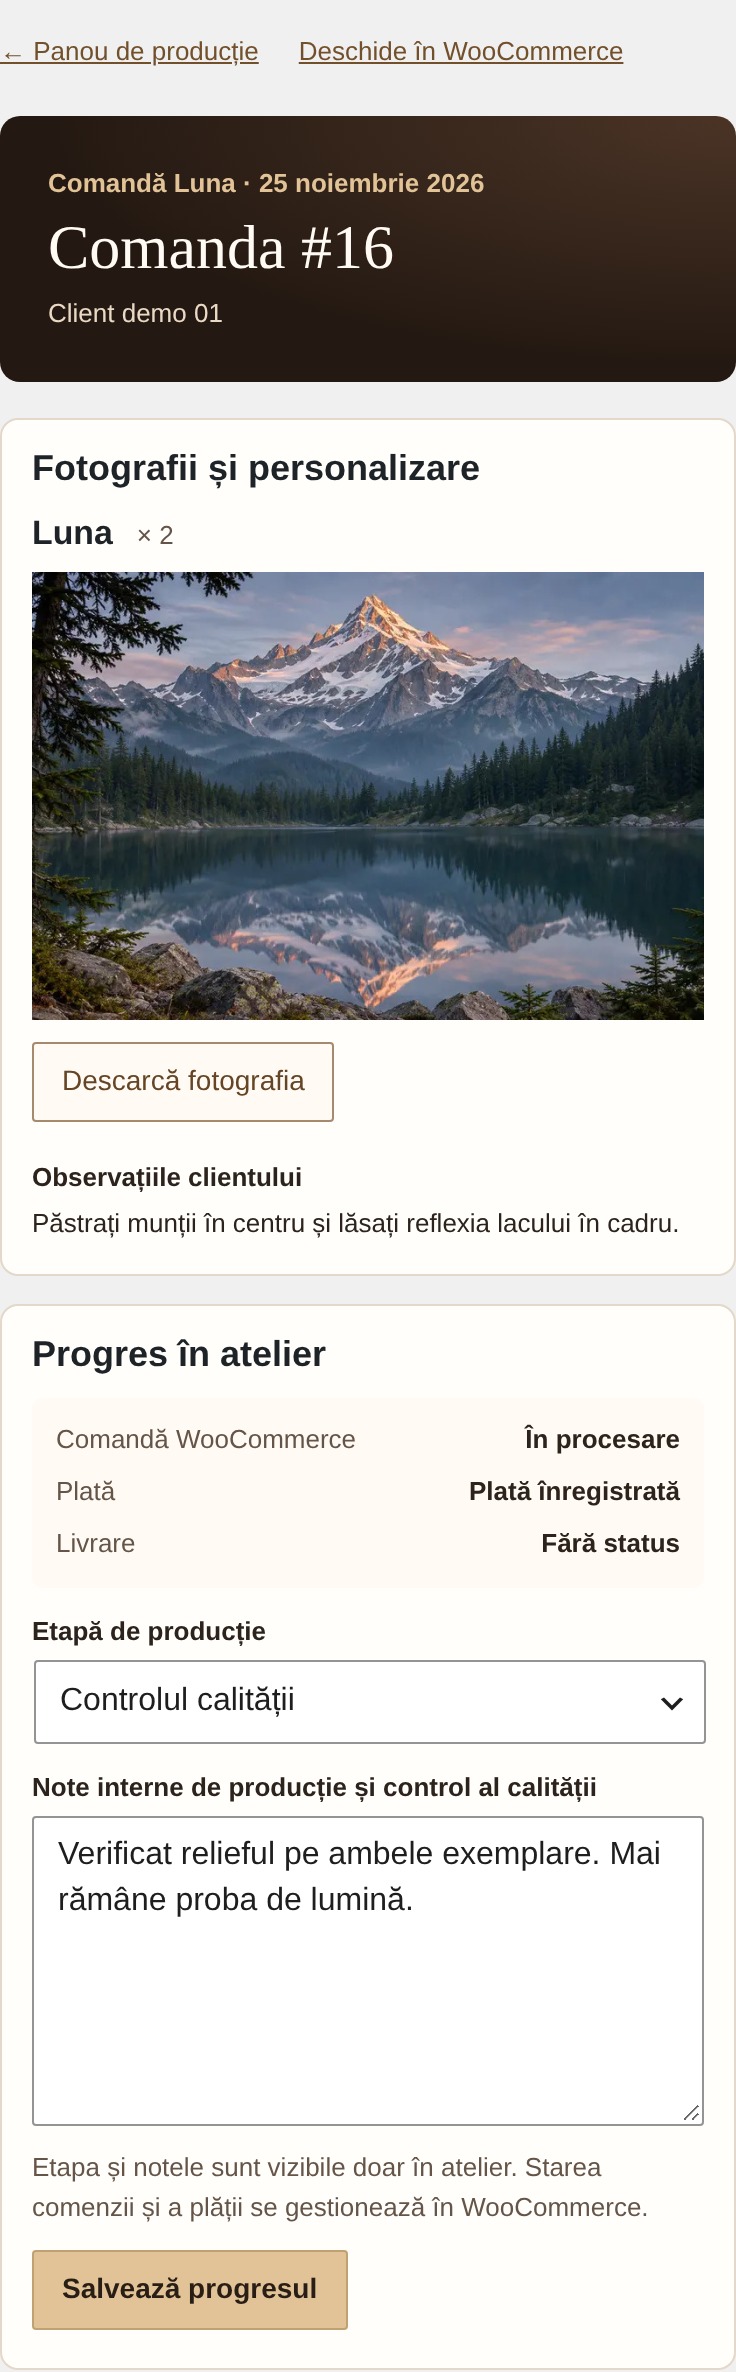 ← Panou de producție Deschide în WooCommerce
Comandă Luna · 25 noiembrie 2026
Comanda #16
Client demo 01
Fotografii și personalizare
Luna × 2
Descarcă fotografia
Observațiile clientului
Păstrați munții în centru și lăsați reflexia lacului în cadru.
Progres în atelier
Comandă WooCommerce În procesare
Plată Plată înregistrată
Livrare Fără status
Etapă de producție
Controlul calității
Note interne de producție și control al calității
Verificat relieful pe ambele exemplare. Mai
rămâne proba de lumină.
Etapa și notele sunt vizibile doar în atelier. Starea
comenzii și a plății se gestionează în WooCommerce.
Salvează progresul